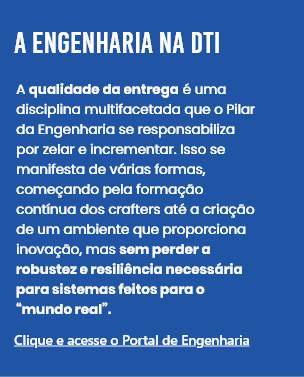 A ENGENHARIA NA DTI
A qualidade da entrega é uma
disciplina multifacetada que o Pilar
da Engenharia se responsabiliza
por zelar e incrementar. Isso se
manifesta de várias formas,
começando pela formação
contínua dos crafters até a criação
de um ambiente que proporciona
inovação, mas sem perder a
robustez e resiliência necessária
para sistemas feitos para o
“mundo real”.
Clique e acesse o Portal de Engenharia